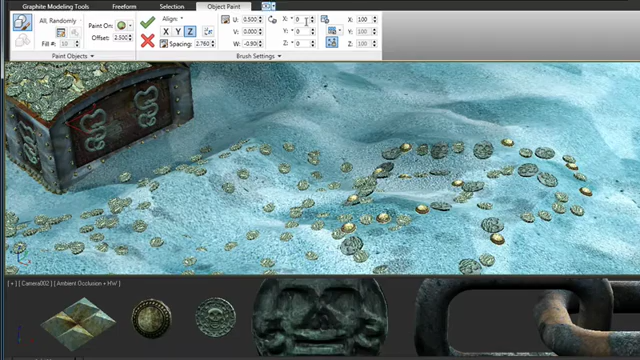 Graphite Modeling Tools Freeform Selection Object Paint
All, Randomly Paint On: Align: U: 0.500 X: 0 X: 100
Fill #: 10 Offset: 2.500 X Y Z V: 0.000 Y: 0 Y: 100
Spacing: 2.760 W: -0.900 Z: 0 Z: 100
Paint Objects Brush Settings
[ + ] [ Camera002 ] [ Ambient Occlusion + HW ]